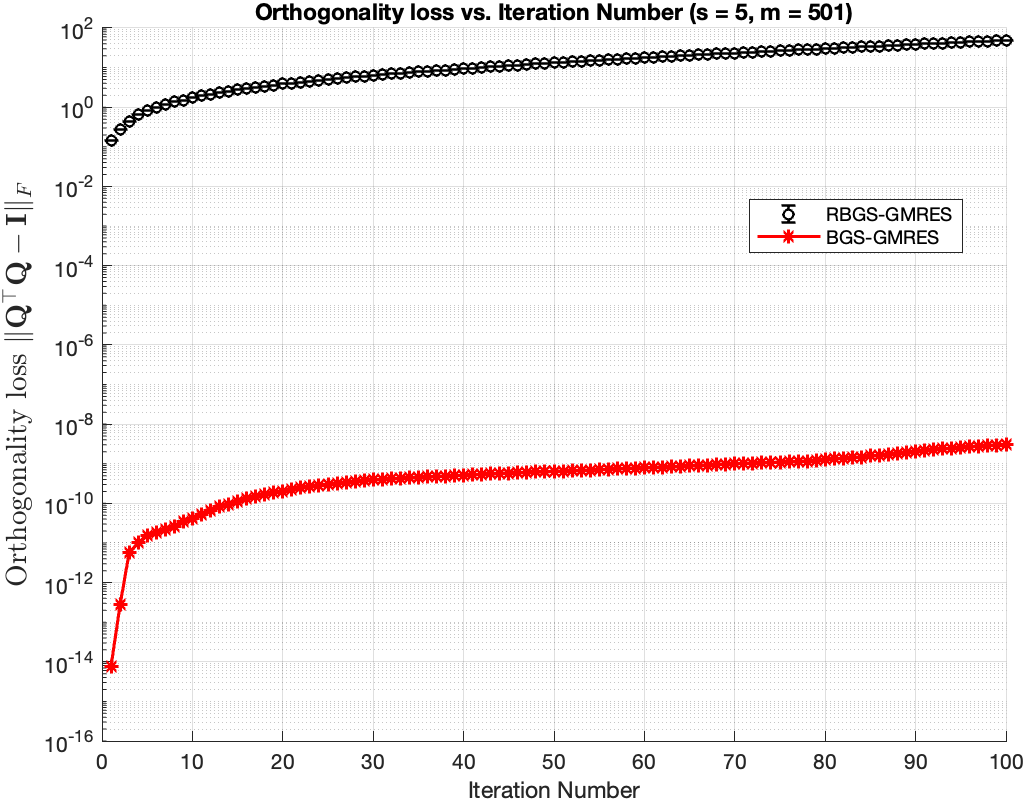 Orthogonality loss vs. Iteration Number (s = 5, m = 501)
Orthogonality loss ||Q^⊤Q − I||_F
10^2
10^0
10^-2
10^-4
10^-6
10^-8
10^-10
10^-12
10^-14
10^-16
RBGS-GMRES
BGS-GMRES
0 10 20 30 40 50 60 70 80 90 100
Iteration Number